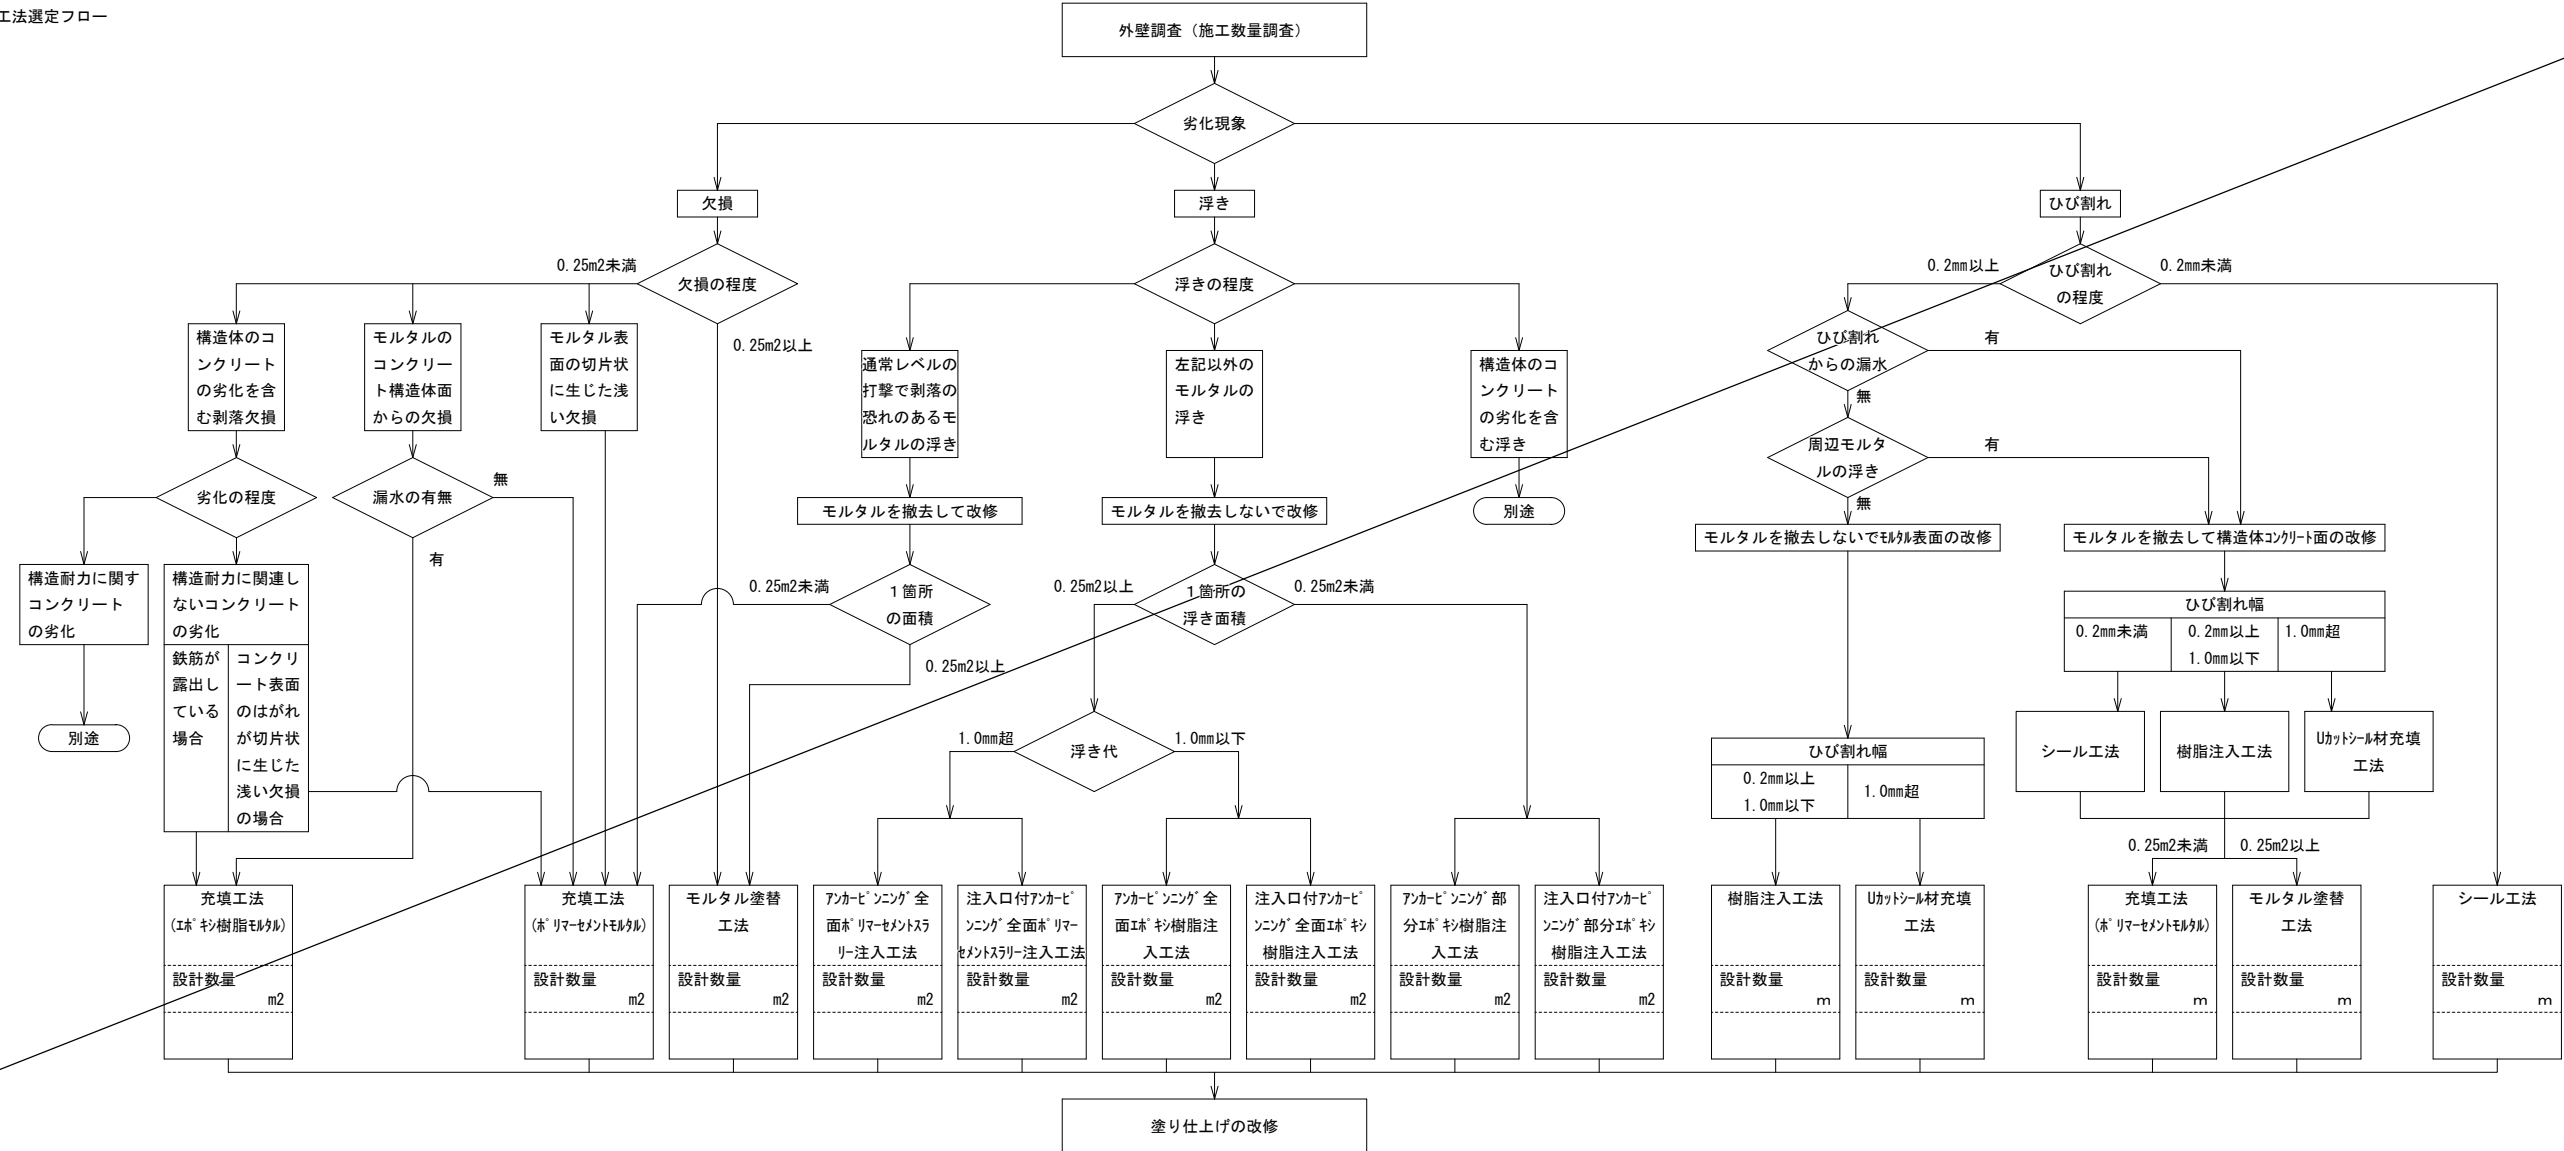 工法選定フロー
外壁調査（施工数量調査）
劣化現象
欠損
浮き
ひび割れ
0.25m2未満
欠損の程度
0.25m2以上
浮きの程度
0.2mm以上
ひび割れ
の程度
0.2mm未満
構造体のコ
ンクリート
の劣化を含
む剥落欠損
モルタルの
コンクリー
ト構造体面
からの欠損
モルタル表
面の切片状
に生じた浅
い欠損
通常レベルの
打撃で剥落の
恐れのあるモ
ルタルの浮き
左記以外の
モルタルの
浮き
構造体のコ
ンクリート
の劣化を含
む浮き
ひび割れ
からの漏水
有
無
周辺モルタ
ルの浮き
有
無
劣化の程度
漏水の有無
無
有
モルタルを撤去して改修
モルタルを撤去しないで改修
別途
モルタルを撤去しないでﾓﾙﾀﾙ表面の改修
モルタルを撤去して構造体ｺﾝｸﾘｰﾄ面の改修
構造耐力に関す
コンクリート
の劣化
別途
構造耐力に関連し
ないコンクリート
の劣化
鉄筋が
露出し
ている
場合
コンクリ
ート表面
のはがれ
が切片状
に生じた
浅い欠損
の場合
0.25m2未満
１箇所
の面積
0.25m2以上
0.25m2以上
１箇所の
浮き面積
0.25m2未満
1.0mm超
浮き代
1.0mm以下
ひび割れ幅
0.2mm以上
1.0mm以下
1.0mm超
ひび割れ幅
0.2mm未満
0.2mm以上
1.0mm以下
1.0mm超
シール工法
樹脂注入工法
Uｶｯﾄｼｰﾙ材充填
工法
0.25m2未満
0.25m2以上
充填工法
(ｴﾎﾟｷｼ樹脂ﾓﾙﾀﾙ)
設計数量
m2
充填工法
(ﾎﾟﾘﾏｰｾﾒﾝﾄﾓﾙﾀﾙ)
設計数量
m2
モルタル塗替
工法
設計数量
m2
ｱﾝｶｰﾋﾟﾝﾆﾝｸﾞ全
面ﾎﾟﾘﾏｰｾﾒﾝﾄｽﾗ
ﾘｰ注入工法
設計数量
m2
注入口付ｱﾝｶｰﾋﾟ
ﾝﾆﾝｸﾞ全面ﾎﾟﾘﾏｰ
ｾﾒﾝﾄｽﾗﾘｰ注入工法
設計数量
m2
ｱﾝｶｰﾋﾟﾝﾆﾝｸﾞ全
面ｴﾎﾟｷｼ樹脂注
入工法
設計数量
m2
注入口付ｱﾝｶｰﾋﾟ
ﾝﾆﾝｸﾞ全面ｴﾎﾟｷｼ
樹脂注入工法
設計数量
m2
ｱﾝｶｰﾋﾟﾝﾆﾝｸﾞ部
分ｴﾎﾟｷｼ樹脂注
入工法
設計数量
m2
注入口付ｱﾝｶｰﾋﾟ
ﾝﾆﾝｸﾞ部分ｴﾎﾟｷｼ
樹脂注入工法
設計数量
m2
樹脂注入工法
設計数量
m
Uｶｯﾄｼｰﾙ材充填
工法
設計数量
m
充填工法
(ﾎﾟﾘﾏｰｾﾒﾝﾄﾓﾙﾀﾙ)
設計数量
m
モルタル塗替
工法
設計数量
m
シール工法
設計数量
m
塗り仕上げの改修